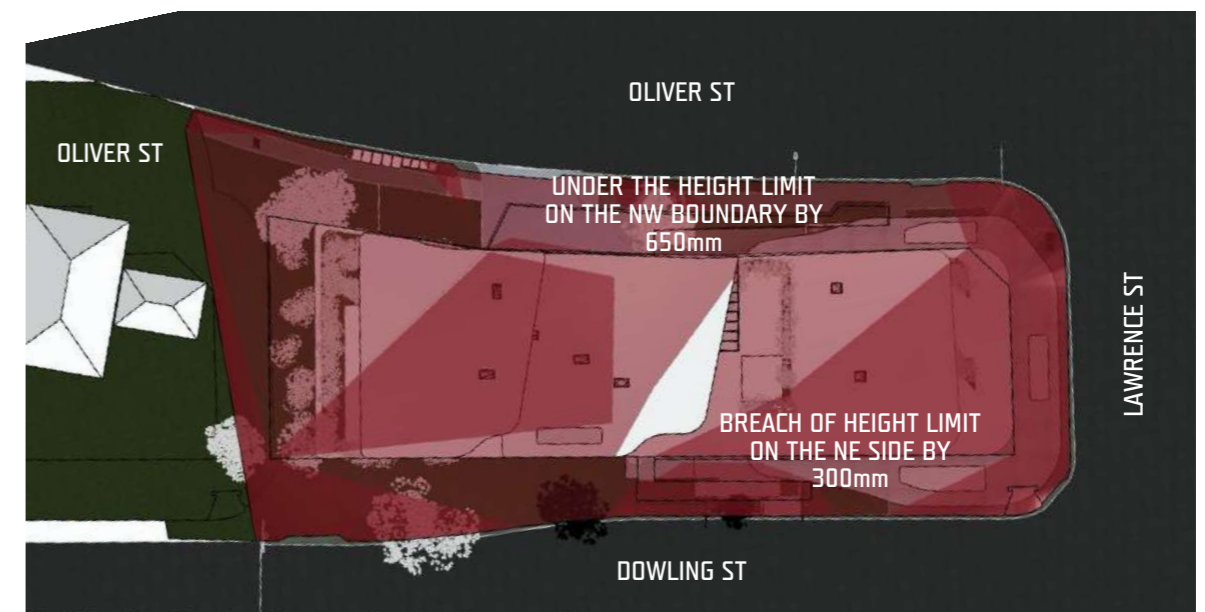 OLIVER ST
OLIVER ST
UNDER THE HEIGHT LIMIT
ON THE NW BOUNDARY BY
650mm
LAWRENCE ST
BREACH OF HEIGHT LIMIT
ON THE NE SIDE BY
300mm
DOWLING ST